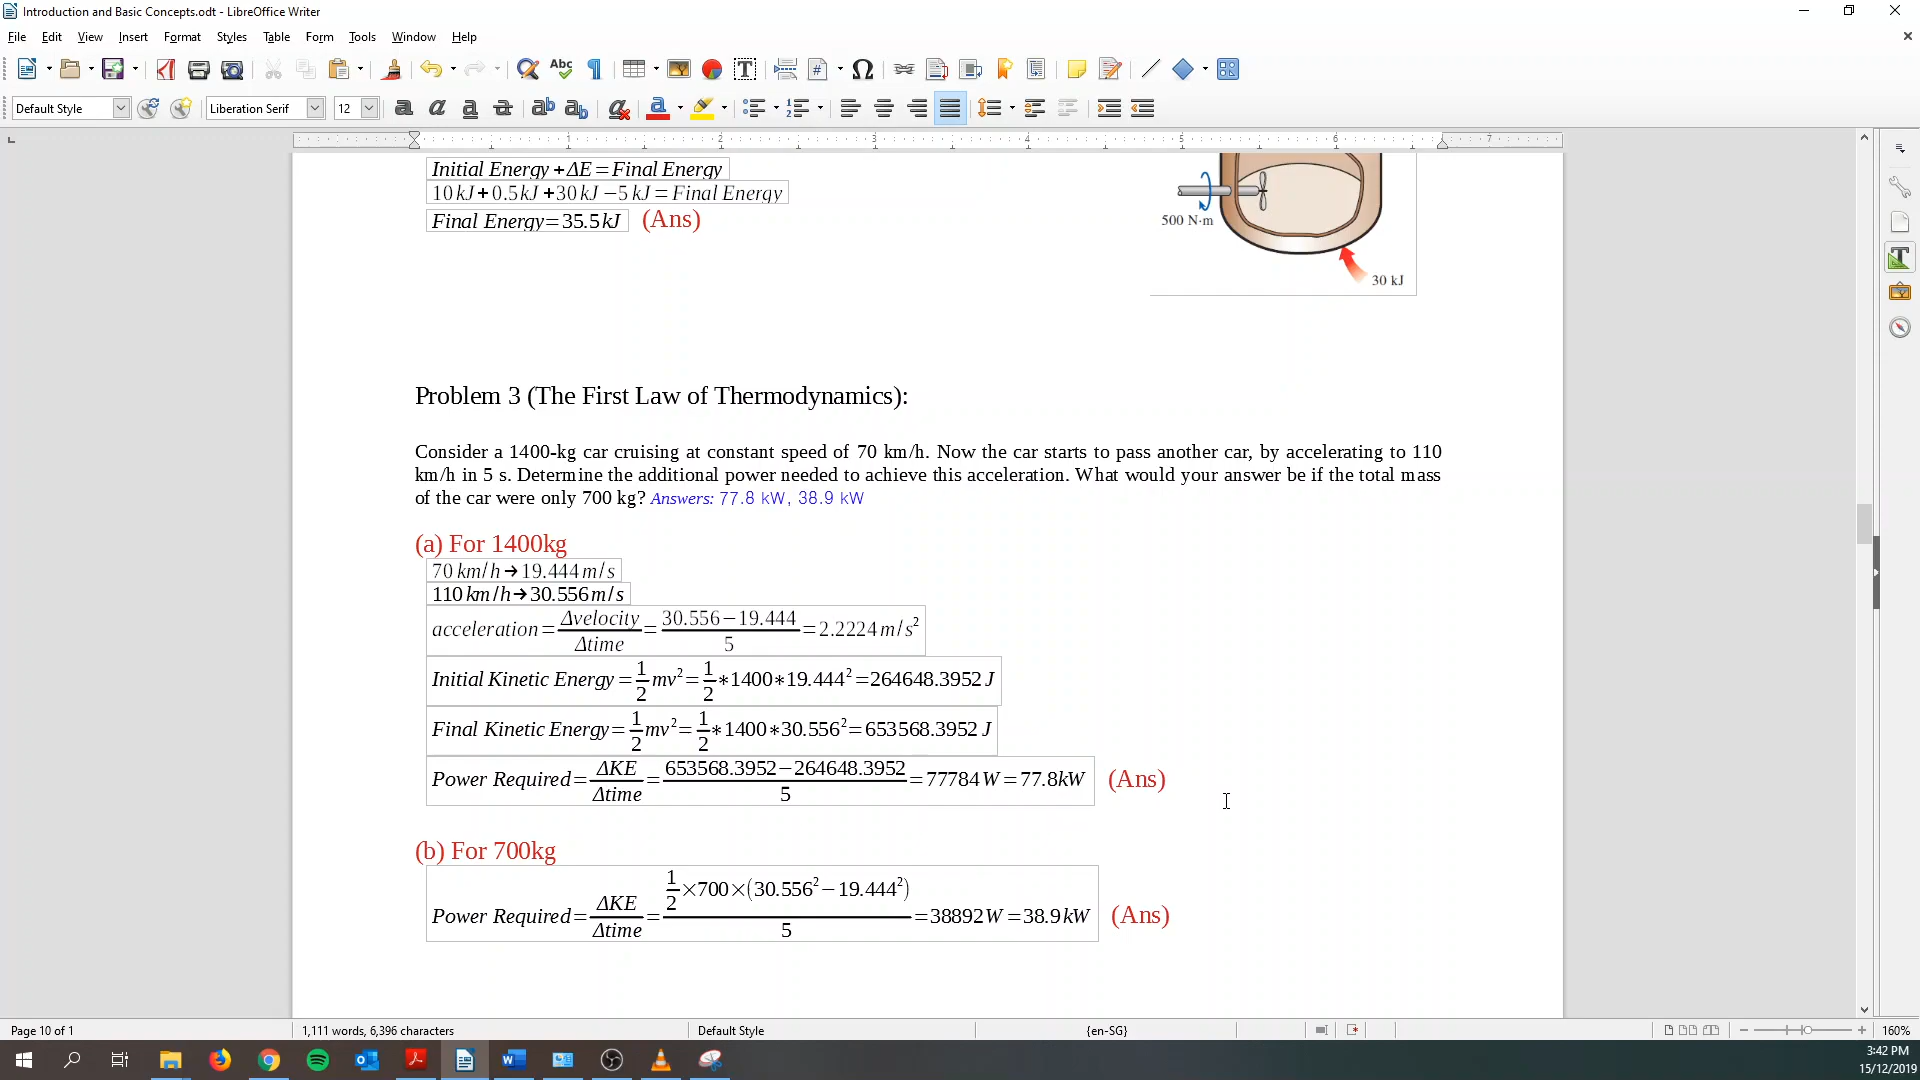 Introduction and Basic Concepts.odt - LibreOffice Writer
File Edit View Insert Format Styles Table Form Tools Window Help
Default Style Liberation Serif 12
1 2 3 4 5 6 7
Initial Energy+ΔE=Final Energy
10 kJ+0.5 kJ+30 kJ−5 kJ=Final Energy
Final Energy=35.5 kJ (Ans)
500 N·m
30 kJ
Problem 3 (The First Law of Thermodynamics):
Consider a 1400-kg car cruising at constant speed of 70 km/h. Now the car starts to pass another car, by accelerating to 110
km/h in 5 s. Determine the additional power needed to achieve this acceleration. What would your answer be if the total mass
of the car were only 700 kg? Answers: 77.8 kW, 38.9 kW
(a) For 1400kg
70 km/h→19.444 m/s
110 km/h→30.556 m/s
acceleration=Δvelocity/Δtime=(30.556−19.444)/5=2.2224 m/s²
Initial Kinetic Energy=1/2 mv²=1/2*1400*19.444²=264648.3952 J
Final Kinetic Energy=1/2 mv²=1/2*1400*30.556²=653568.3952 J
Power Required=ΔKE/Δtime=(653568.3952−264648.3952)/5=77784 W=77.8 kW (Ans)
(b) For 700kg
Power Required=ΔKE/Δtime=(1/2×700×(30.556²−19.444²))/5=38892 W=38.9 kW (Ans)
Page 10 of 1 1,111 words, 6,396 characters Default Style {en-SG} 160%
3:42 PM
15/12/2019